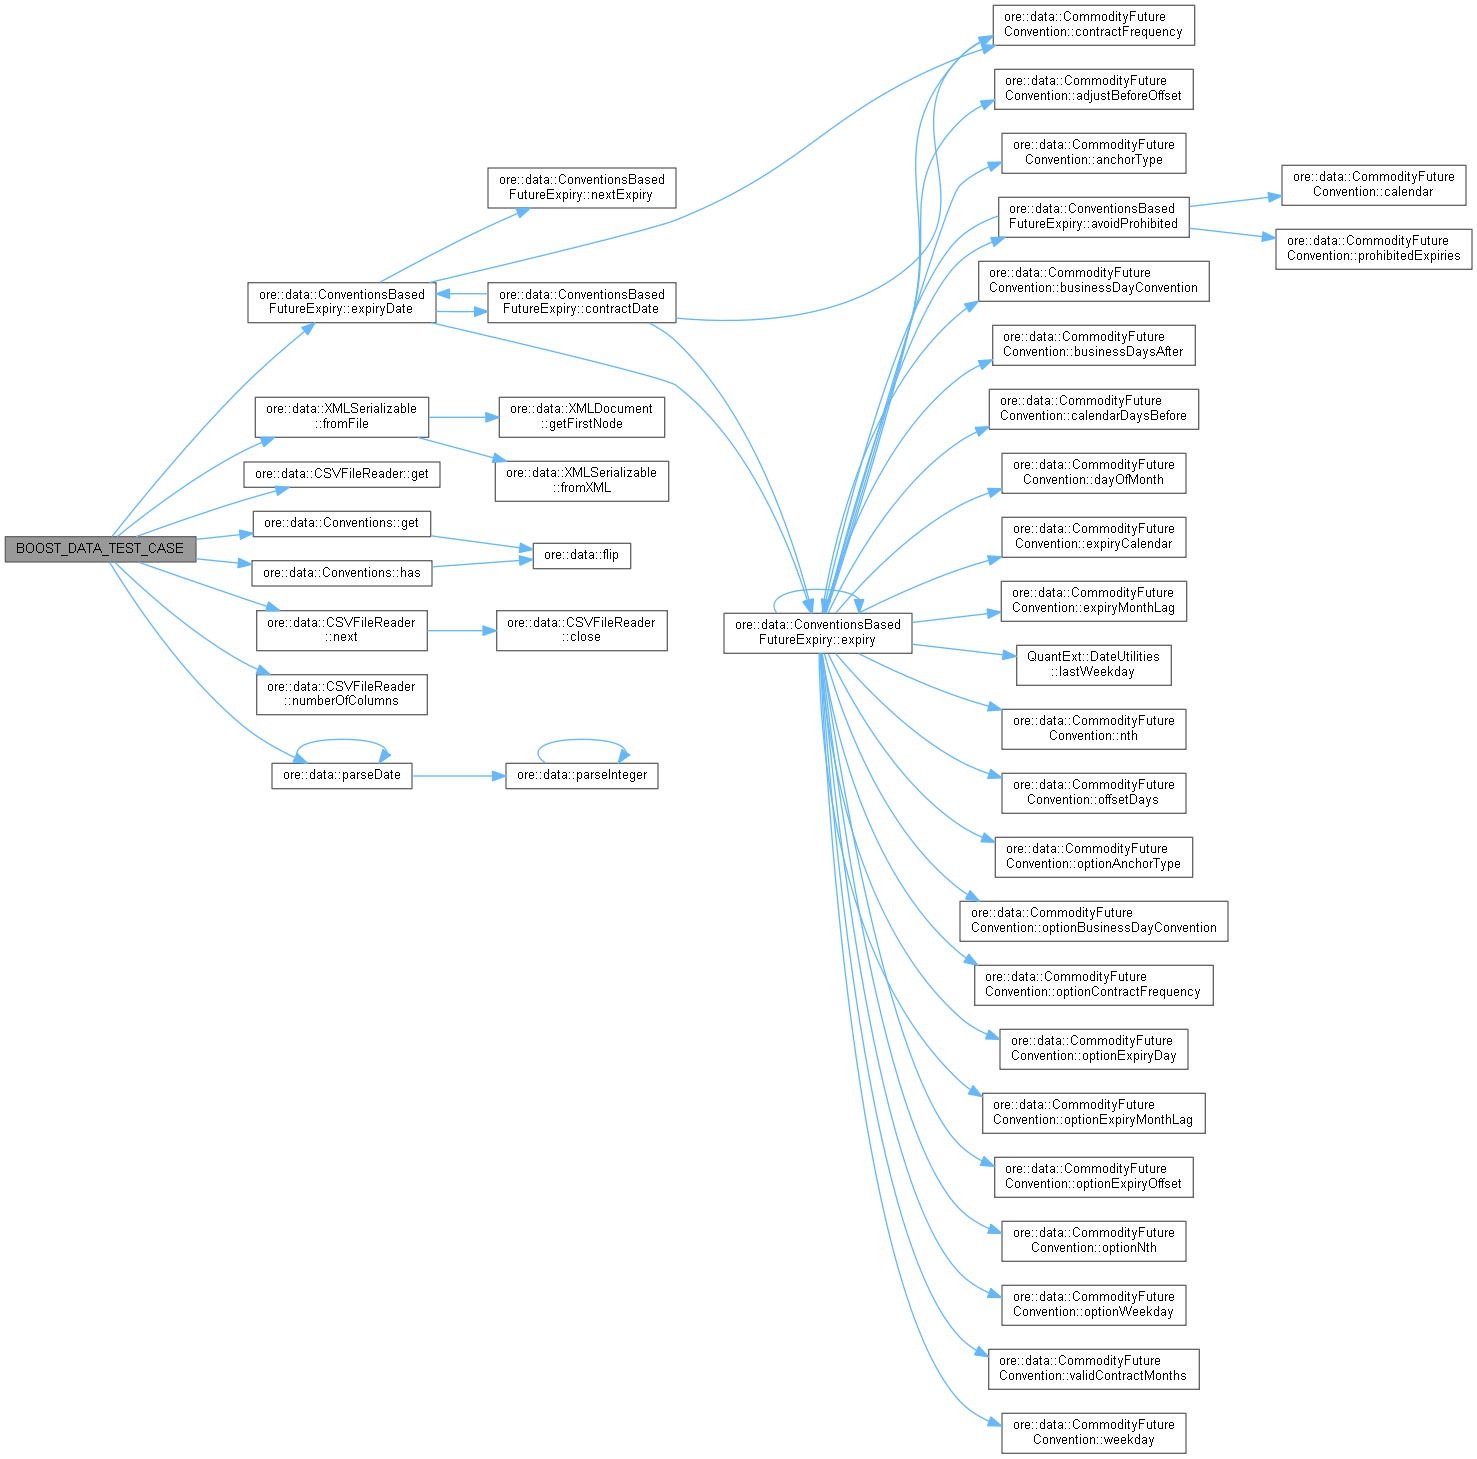 BOOST_DATA_TEST_CASE
ore::data::ConventionsBased
FutureExpiry::expiryDate
ore::data::XMLSerializable
::fromFile
ore::data::CSVFileReader::get
ore::data::Conventions::get
ore::data::Conventions::has
ore::data::CSVFileReader
::next
ore::data::CSVFileReader
::numberOfColumns
ore::data::parseDate
ore::data::ConventionsBased
FutureExpiry::nextExpiry
ore::data::ConventionsBased
FutureExpiry::contractDate
ore::data::XMLDocument
::getFirstNode
ore::data::XMLSerializable
::fromXML
ore::data::flip
ore::data::CSVFileReader
::close
ore::data::parseInteger
ore::data::ConventionsBased
FutureExpiry::expiry
ore::data::CommodityFuture
Convention::contractFrequency
ore::data::CommodityFuture
Convention::adjustBeforeOffset
ore::data::CommodityFuture
Convention::anchorType
ore::data::ConventionsBased
FutureExpiry::avoidProhibited
ore::data::CommodityFuture
Convention::businessDayConvention
ore::data::CommodityFuture
Convention::businessDaysAfter
ore::data::CommodityFuture
Convention::calendarDaysBefore
ore::data::CommodityFuture
Convention::dayOfMonth
ore::data::CommodityFuture
Convention::expiryCalendar
ore::data::CommodityFuture
Convention::expiryMonthLag
QuantExt::DateUtilities
::lastWeekday
ore::data::CommodityFuture
Convention::nth
ore::data::CommodityFuture
Convention::offsetDays
ore::data::CommodityFuture
Convention::optionAnchorType
ore::data::CommodityFuture
Convention::optionBusinessDayConvention
ore::data::CommodityFuture
Convention::optionContractFrequency
ore::data::CommodityFuture
Convention::optionExpiryDay
ore::data::CommodityFuture
Convention::optionExpiryMonthLag
ore::data::CommodityFuture
Convention::optionExpiryOffset
ore::data::CommodityFuture
Convention::optionNth
ore::data::CommodityFuture
Convention::optionWeekday
ore::data::CommodityFuture
Convention::validContractMonths
ore::data::CommodityFuture
Convention::weekday
ore::data::CommodityFuture
Convention::calendar
ore::data::CommodityFuture
Convention::prohibitedExpiries